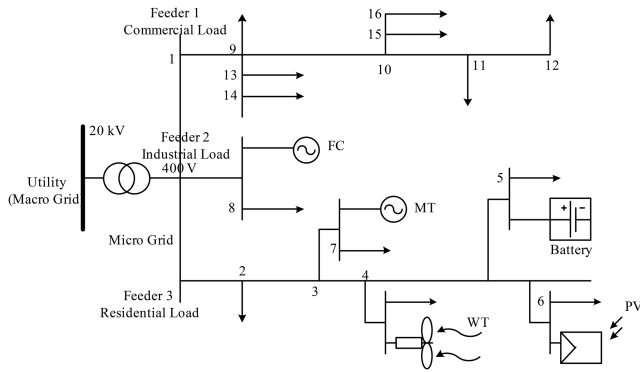 Feeder 1
Commercial Load
16
15
1
9
10
11
12
13
14
20 kV
Feeder 2
Industrial Load
400 V
FC
Utility
(Macro Grid
8
5
MT
+ -
Battery
7
Micro Grid
2
3
4
Feeder 3
Residential Load
6
PV
WT